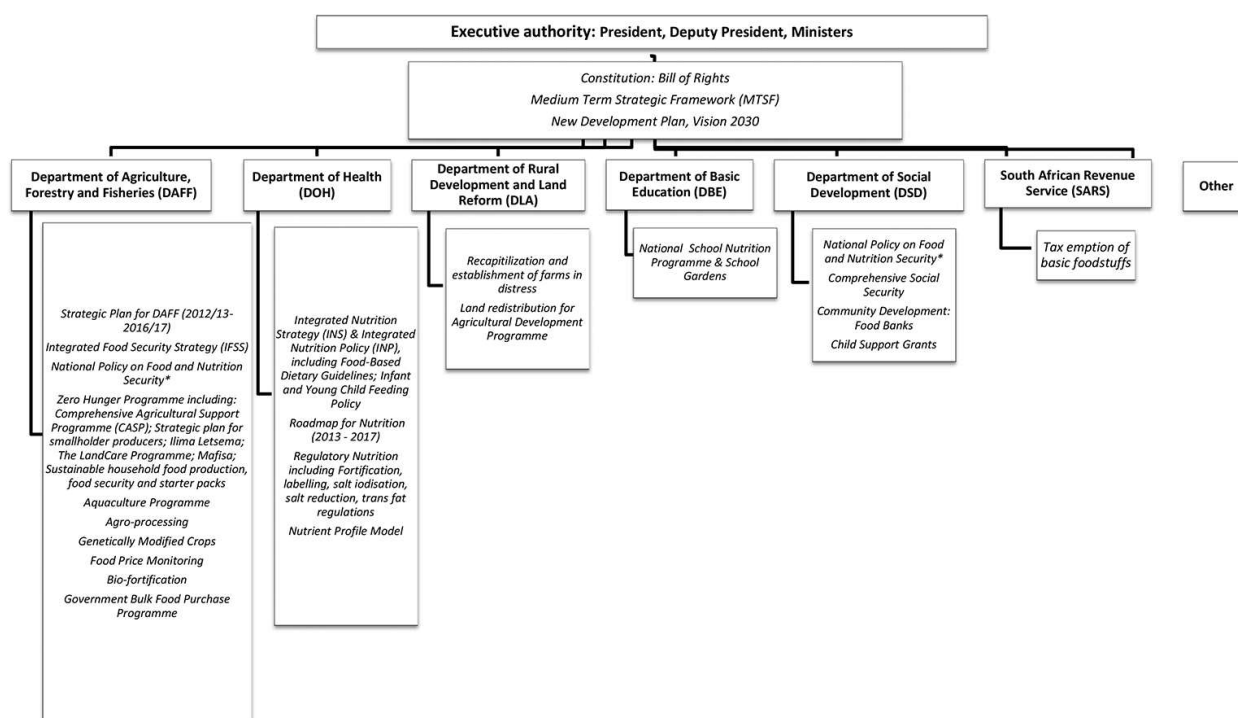 Executive authority: President, Deputy President, Ministers
Constitution: Bill of Rights
Medium Term Strategic Framework (MTSF)
New Development Plan, Vision 2030
Department of Agriculture,
Forestry and Fisheries (DAFF)
Strategic Plan for DAFF (2012/13-
2016/17)
Integrated Food Security Strategy (IFSS)
National Policy on Food and Nutrition
Security*
Zero Hunger Programme including:
Comprehensive Agricultural Support
Programme (CASP); Strategic plan for
smallholder producers; Ilima Letsema;
The LandCare Programme; Mafisa;
Sustainable household food production,
food security and starter packs
Aquaculture Programme
Agro-processing
Genetically Modified Crops
Food Price Monitoring
Bio-fortification
Government Bulk Food Purchase
Programme
Department of Health
(DOH)
Integrated Nutrition
Strategy (INS) & Integrated
Nutrition Policy (INP),
including Food-Based
Dietary Guidelines; Infant
and Young Child Feeding
Policy
Roadmap for Nutrition
(2013 - 2017)
Regulatory Nutrition
including Fortification,
labelling, salt iodisation,
salt reduction, trans fat
regulations
Nutrient Profile Model
Department of Rural
Development and Land
Reform (DLA)
Recapitilization and
establishment of farms in
distress
Land redistribution for
Agricultural Development
Programme
Department of Basic
Education (DBE)
National School Nutrition
Programme & School
Gardens
Department of Social
Development (DSD)
National Policy on Food
and Nutrition Security*
Comprehensive Social
Security
Community Development:
Food Banks
Child Support Grants
South African Revenue
Service (SARS)
Tax emption of
basic foodstuffs
Other